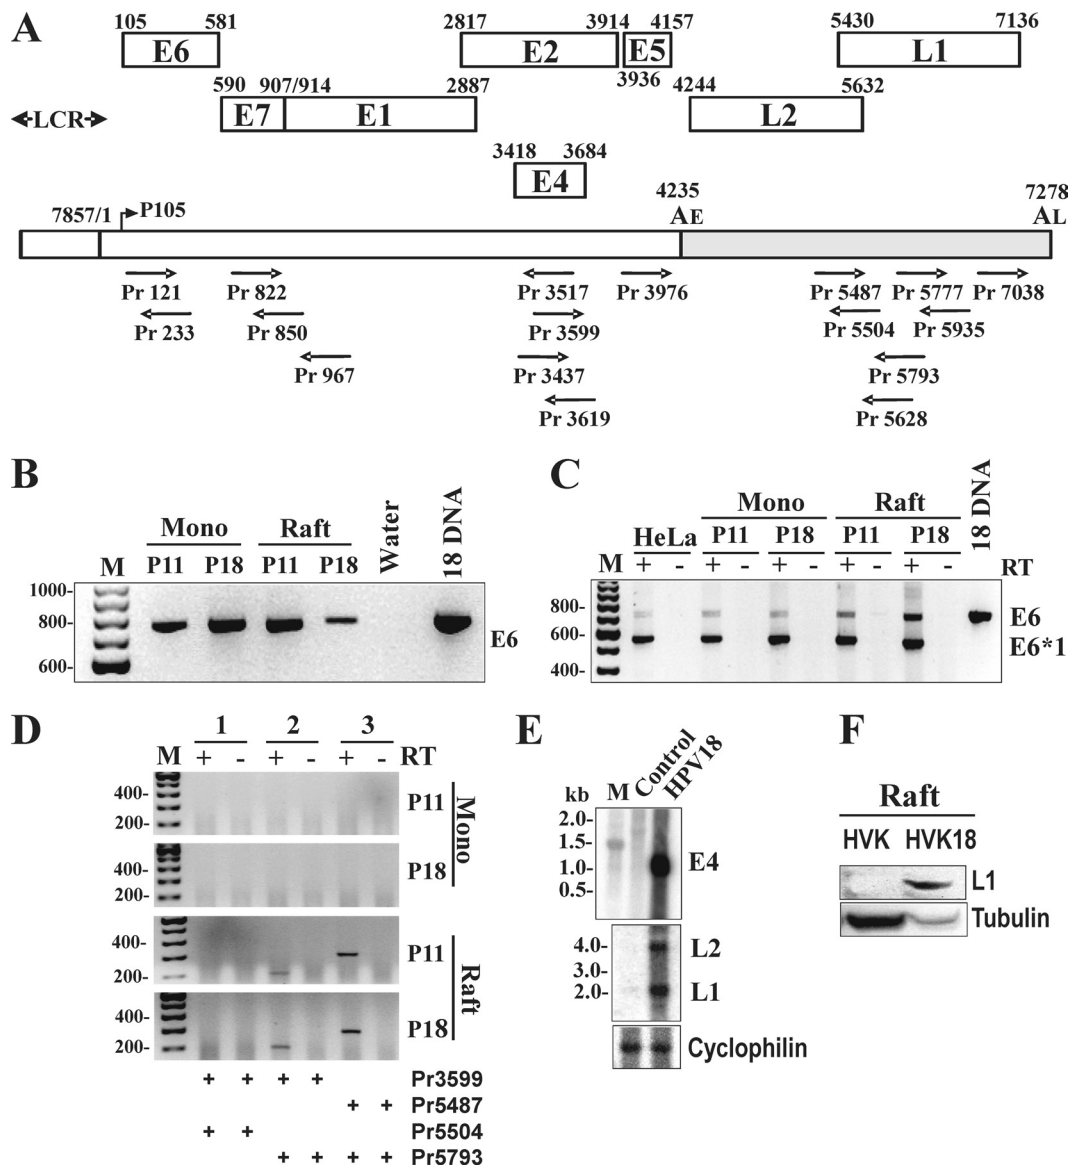 A
105 581 2817 3914 4157 5430 7136
E6 E2 E5 L1
590 907/914 2887 3936 4244 5632
LCR E7 E1 L2
3418 3684
E4
7857/1 P105 4235 7278
AE AL
Pr 121 Pr 822 Pr 3517 Pr 3976 Pr 5487 Pr 5777 Pr 7038
Pr 233 Pr 850 Pr 3599 Pr 5504 Pr 5935
Pr 967 Pr 3437 Pr 5793
Pr 3619 Pr 5628
B
Mono Raft Water 18 DNA
M P11 P18 P11 P18
1000-
800-
600-
E6
C
Mono Raft 18 DNA
HeLa P11 P18 P11 P18
M + - + - + - + - + - RT
800-
600-
400-
E6
E6*1
D
1 2 3
M + - + - + - RT
400-
200-
P11
Mono
400-
200-
P18
400-
200-
P11
Raft
400-
200-
P18
+ + + + Pr3599
+ + Pr5487
+ + Pr5504
+ + + + Pr5793
E
kb M Control HPV18
2.0-
1.5-
1.0-
0.5-
E4
4.0-
3.0-
2.0-
L2
L1
Cyclophilin
F
Raft
HVK HVK18
L1
Tubulin